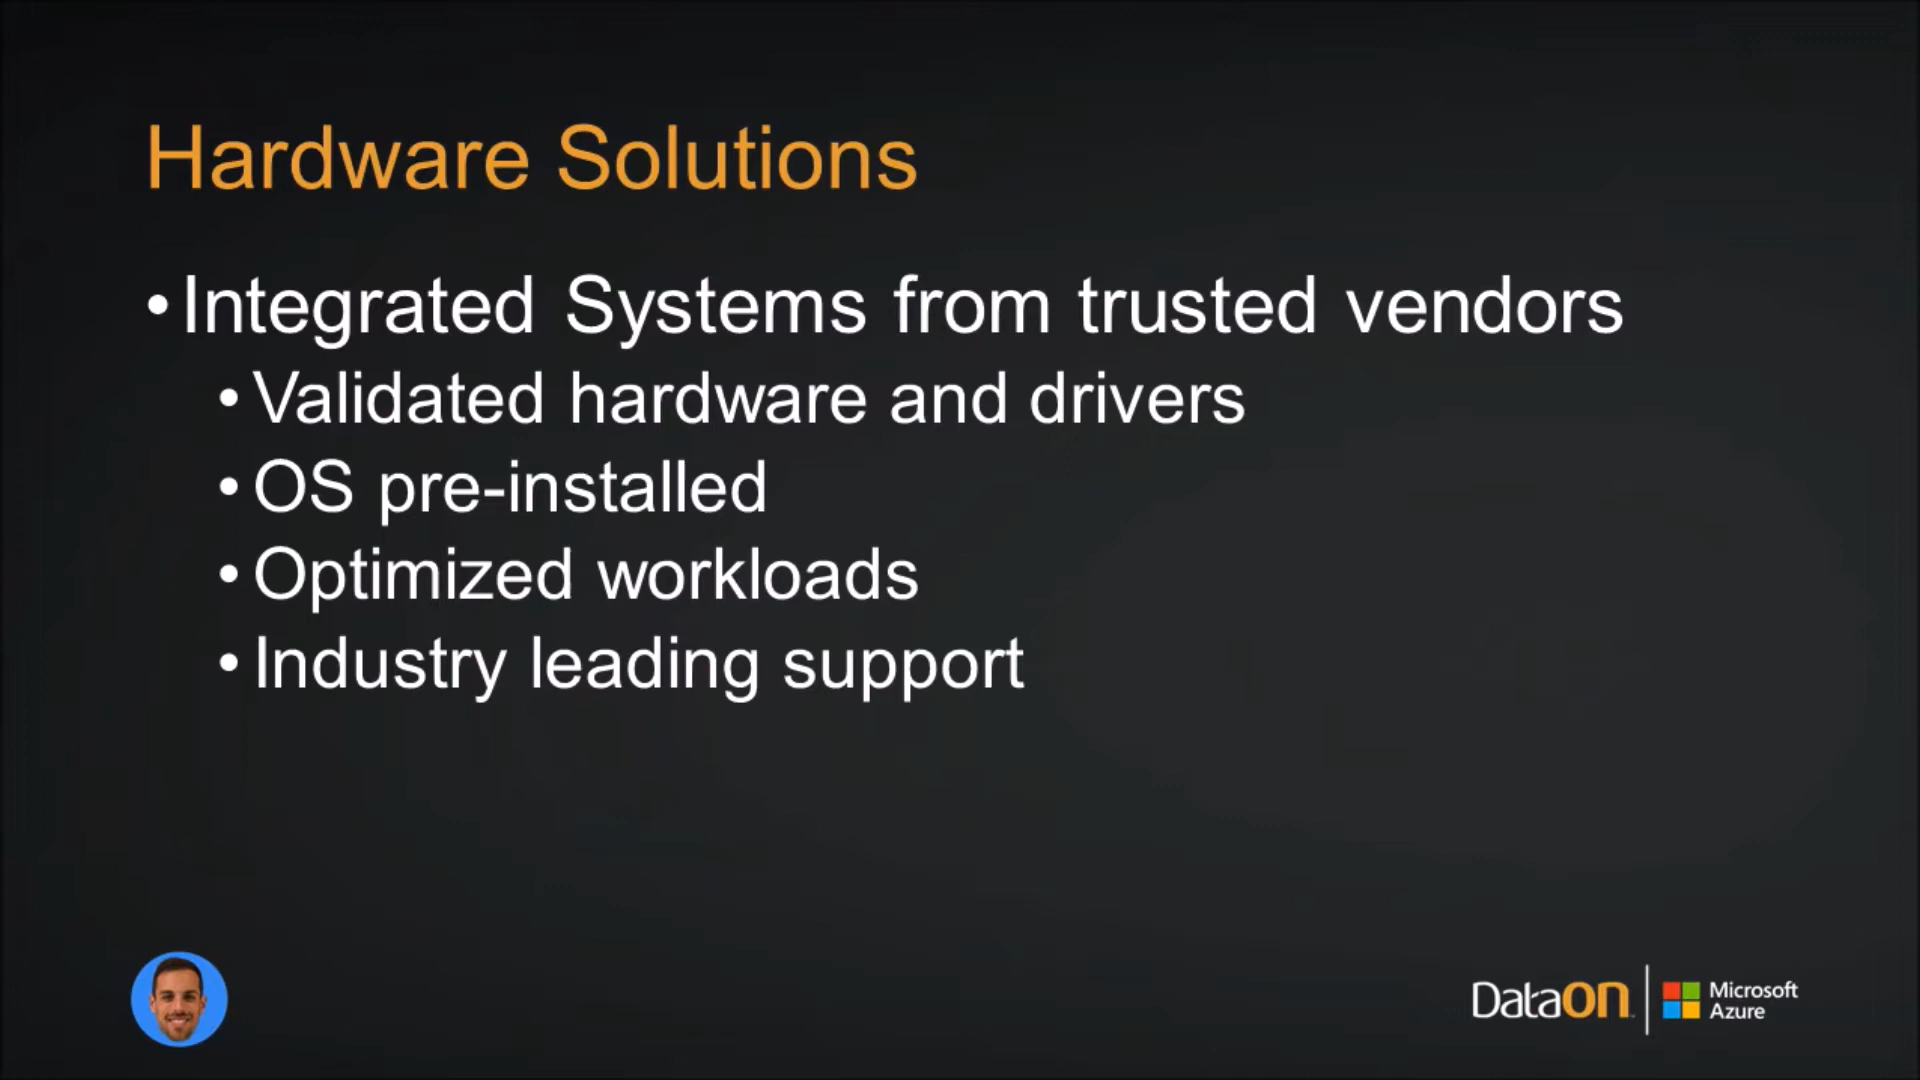 Hardware Solutions
•Integrated Systems from trusted vendors
•Validated hardware and drivers
•OS pre-installed
•Optimized workloads
•Industry leading support
DataON
Microsoft
Azure